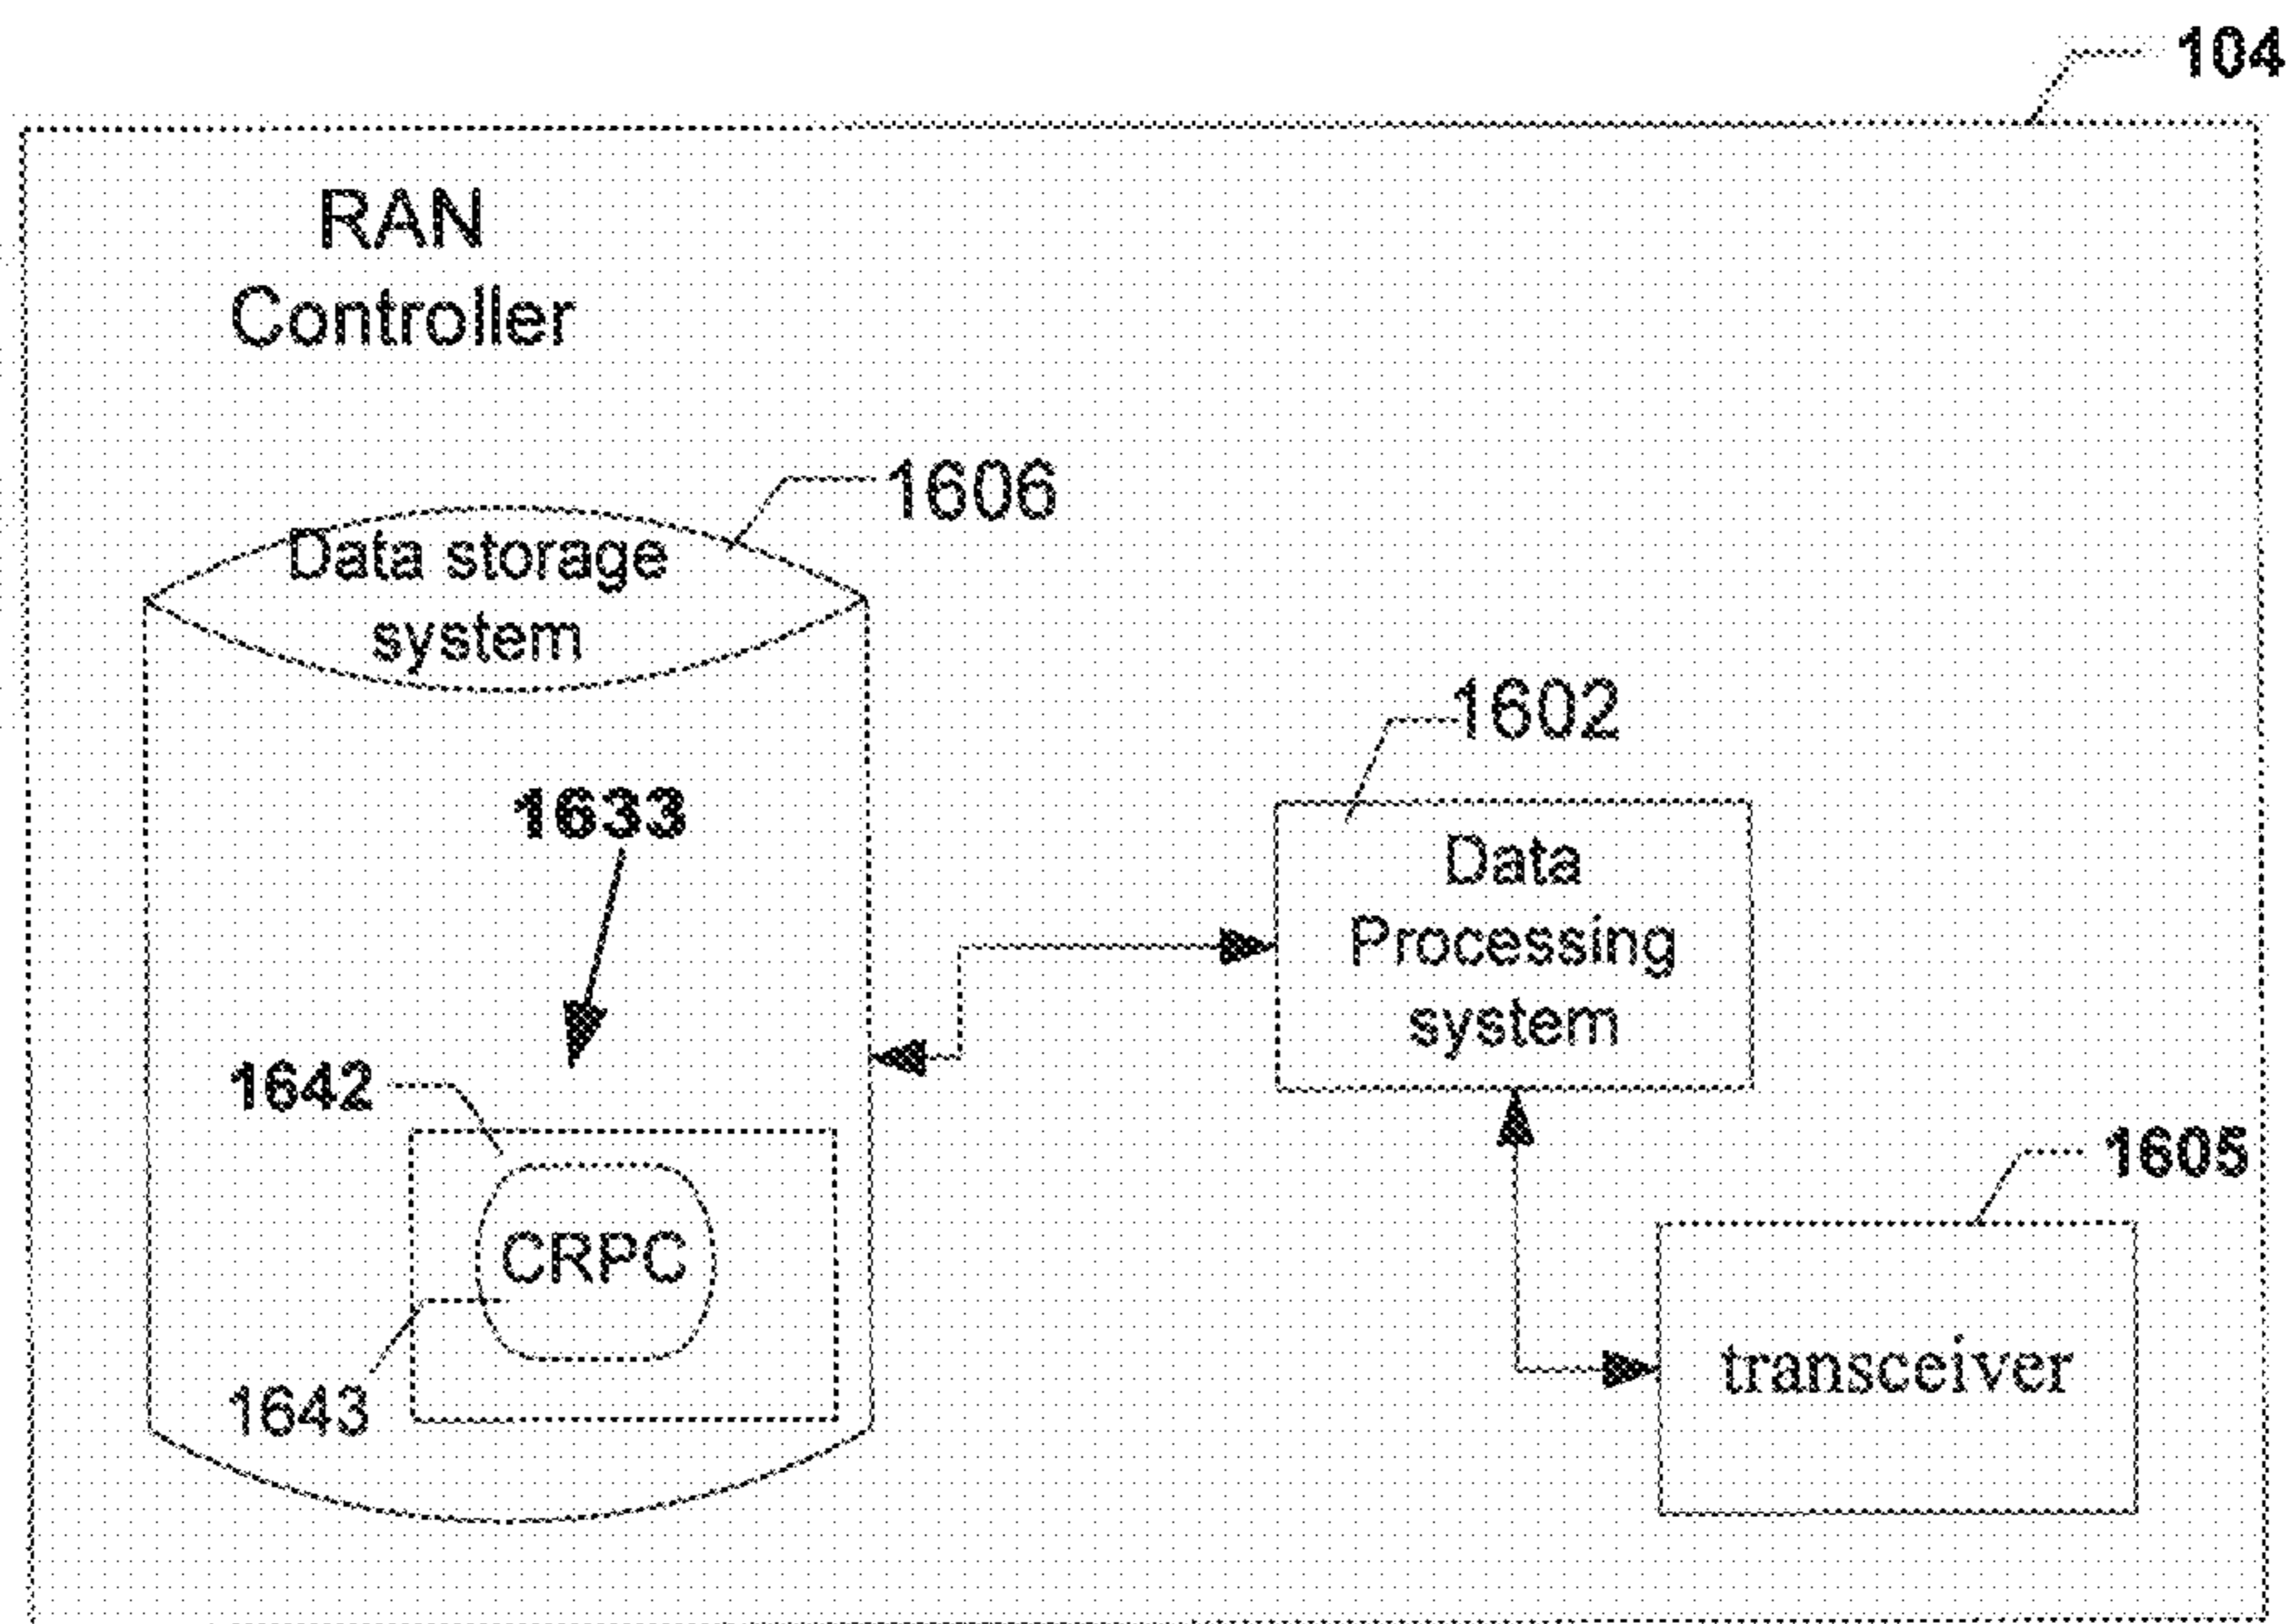 104
RAN
Controller
1606
Data storage
system
1602
1633
Data
Processing
system
1642
1605
CRPC
transceiver
1643